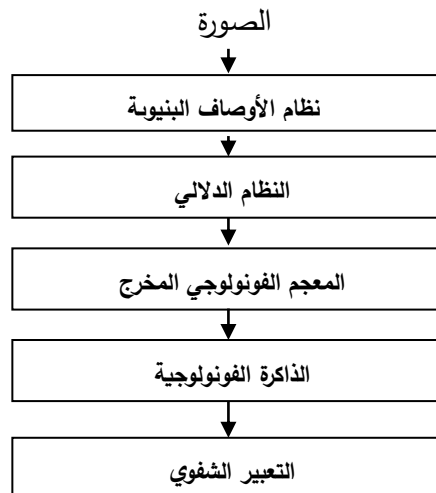 الصورة
نظام الأوصاف البنيوية
النظام الدلالي
المعجم الفونولوجي المخرج
الذاكرة الفونولوجية
التعبير الشفوي